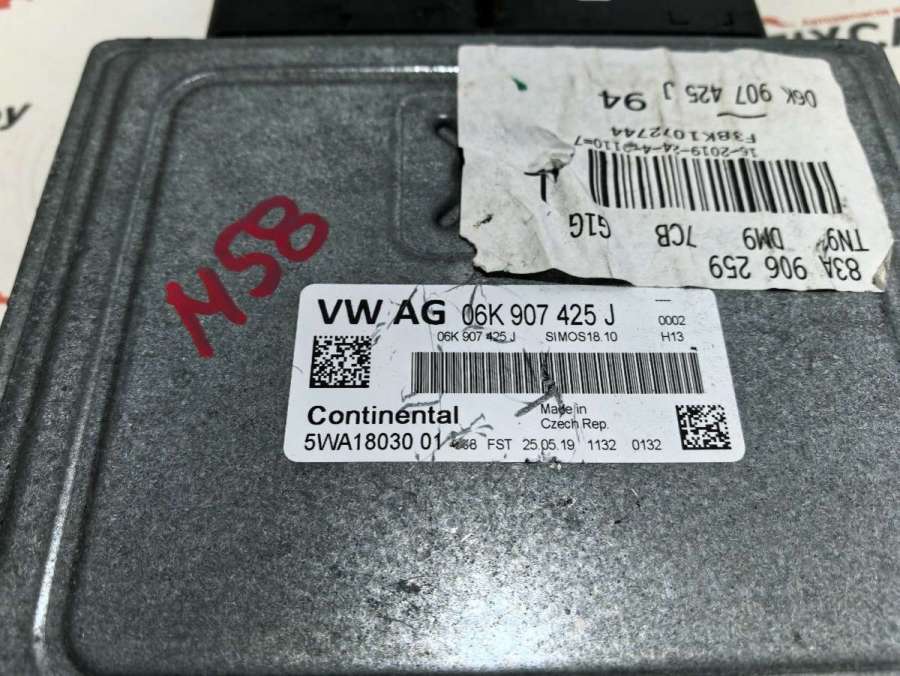 06K 907 425 J 94
F3BK1072744
G1G 7CB DM9 TN9
83A 906 259
N58
VW AG 06K 907 425 J
0002
06K 907 425 J SIMOS18.10 H13
Continental
Made in
Czech Rep.
5WA18030 01 FST 25.05.19 1132 0132